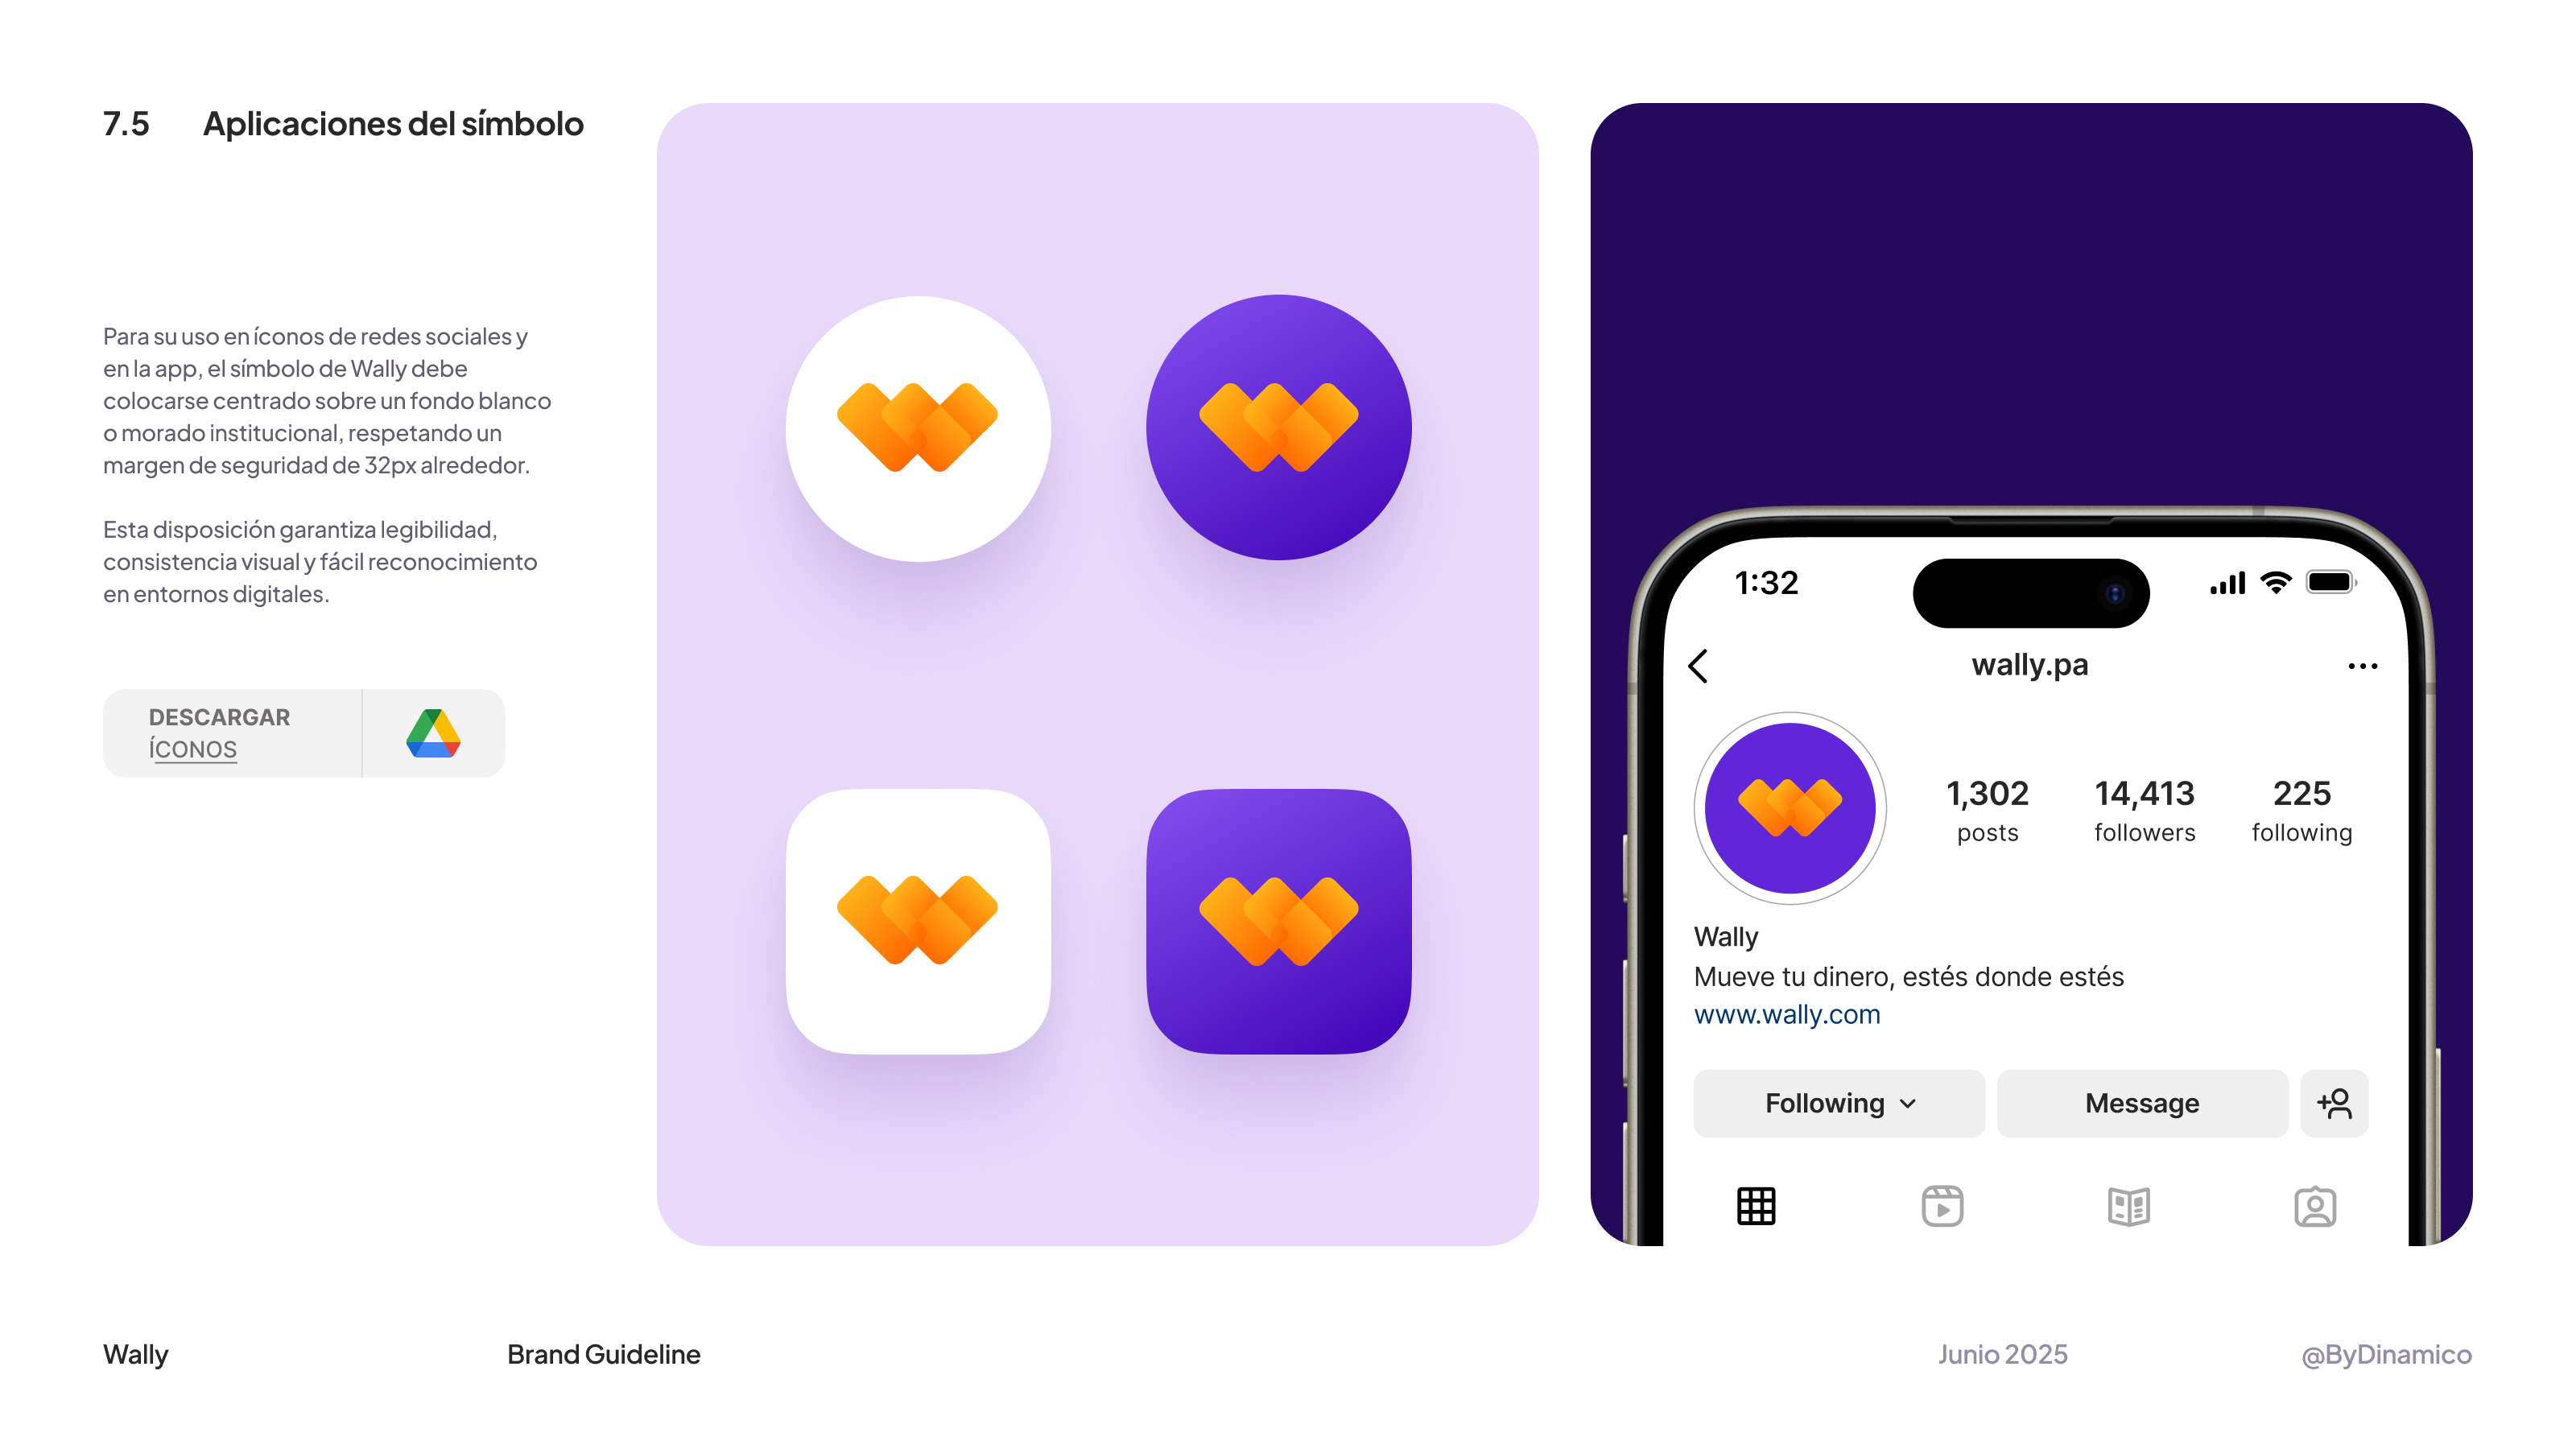 7.5 Aplicaciones del símbolo
Para su uso en íconos de redes sociales y
en la app, el símbolo de Wally debe
colocarse centrado sobre un fondo blanco
o morado institucional, respetando un
margen de seguridad de 32px alrededor.
Esta disposición garantiza legibilidad,
consistencia visual y fácil reconocimiento
en entornos digitales.
DESCARGAR
ÍCONOS
1:32
wally.pa
1,302 14,413 225
posts followers following
Wally
Mueve tu dinero, estés donde estés
www.wally.com
Following Message
Wally Brand Guideline Junio 2025 @ByDinamico